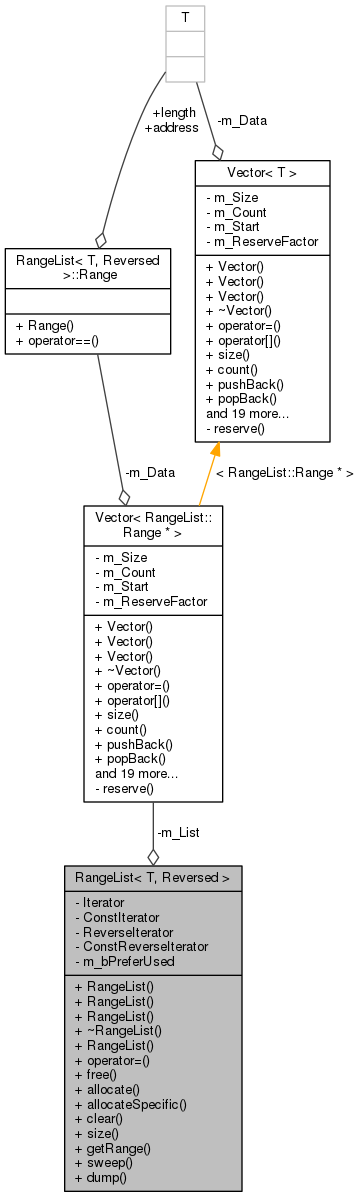 T
+length
+address
-m_Data
Vector< T >
- m_Size
- m_Count
- m_Start
- m_ReserveFactor
+ Vector()
+ Vector()
+ Vector()
+ ~Vector()
+ operator=()
+ operator[]()
+ size()
+ count()
+ pushBack()
+ popBack()
and 19 more...
- reserve()
RangeList< T, Reversed
>::Range
+ Range()
+ operator==()
-m_Data
< RangeList::Range * >
Vector< RangeList::
Range * >
- m_Size
- m_Count
- m_Start
- m_ReserveFactor
+ Vector()
+ Vector()
+ Vector()
+ ~Vector()
+ operator=()
+ operator[]()
+ size()
+ count()
+ pushBack()
+ popBack()
and 19 more...
- reserve()
-m_List
RangeList< T, Reversed >
- Iterator
- ConstIterator
- ReverseIterator
- ConstReverseIterator
- m_bPreferUsed
+ RangeList()
+ RangeList()
+ RangeList()
+ ~RangeList()
+ RangeList()
+ operator=()
+ free()
+ allocate()
+ allocateSpecific()
+ clear()
+ size()
+ getRange()
+ sweep()
+ dump()